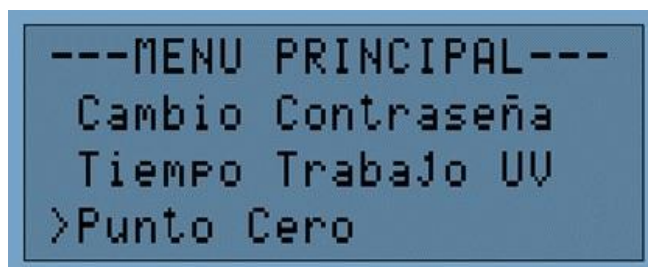 ---MENU PRINCIPAL---
Cambio Contraseña
Tiempo Trabajo UV
>Punto Cero